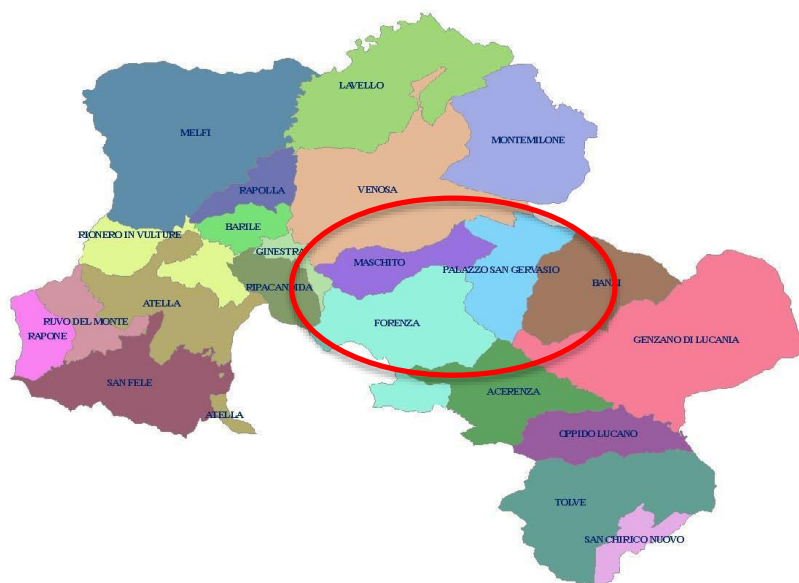 LAVELLO
MELFI
MONTEMILONE
RAPOLLA
VENOSA
BARILE
RIONERO IN VULTURE
GINESTRA
MASCHITO
PALAZZO SAN GERVASIO
BANZI
RIPACANDIDA
ATELLA
RUVO DEL MONTE
FORENZA
RAPONE
GENZANO DI LUCANIA
SAN FELE
ACERENZA
ATELLA
OPPIDO LUCANO
TOLVE
SAN CHIRICO NUOVO